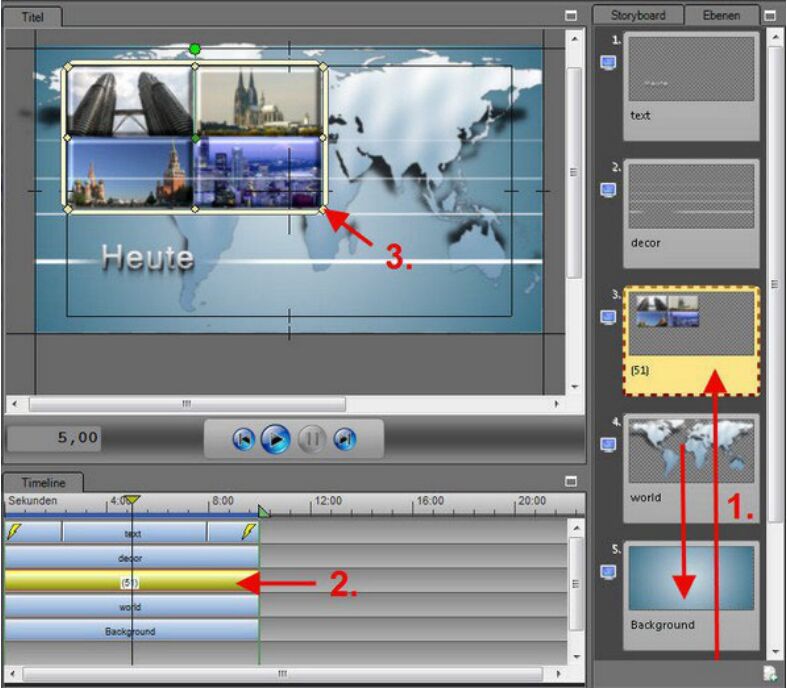 Titel
Storyboard
Ebenen
Heute
3.
1.
text
2.
decor
3.
(51)
4.
world
1.
5.
Background
5,00
Timeline
Sekunden
4:00
8:00
12:00
16:00
20:00
text
decor
(51)
2.
world
Background